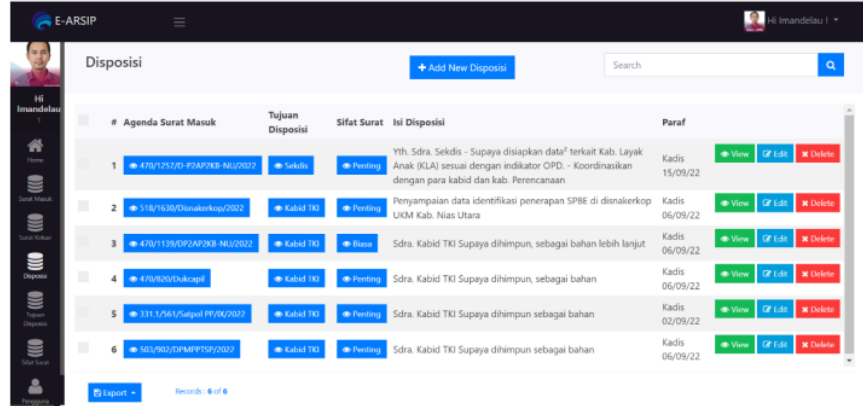 E-ARSIP
Hi Imandelau !
Hi
Imandelau
!
Home
Surat Masuk
Surat Keluar
Disposisi
Tujuan
Disposisi
Sifat Surat
Pengguna
Disposisi
+ Add New Disposisi
Search
# Agenda Surat Masuk Tujuan Disposisi Sifat Surat Isi Disposisi Paraf
1 470/1257/D-P2AP2KB-NU/2022 Sekdis Penting
Yth. Sdra. Sekdis - Supaya disiapkan data² terkait Kab. Layak
Anak (KLA) sesuai dengan indikator OPD. - Koordinasikan
dengan para kabid dan kab. Perencanaan
Kadis
15/09/22
View Edit Delete
2 518/1630/Disnakerkop/2022 Kabid TKI Penting
Penyampaian data identifikasi penerapan SPBE di disnakerkop
UKM Kab. Nias Utara
Kadis
06/09/22
View Edit Delete
3 470/1139/DP2AP2KB-NU/2022 Kabid TKI Biasa Sdra. Kabid TKI Supaya dihimpun, sebagai bahan lebih lanjut
Kadis
06/09/22
View Edit Delete
4 470/820/Dukcapil Kabid TKI Penting Sdra. Kabid TKI Supaya dihimpun, sebagai bahan
Kadis
06/09/22
View Edit Delete
5 331.1/561/Satpol PP/IX/2022 Kabid TKI Penting Sdra. Kabid TKI Supaya dihimpun sebagai bahan
Kadis
02/09/22
View Edit Delete
6 503/902/DPMPPTSP/2022 Kabid TKI Penting Sdra. Kabid TKI Supaya dihimpun sebagai bahan
Kadis
06/09/22
View Edit Delete
Export
Records : 6 of 6